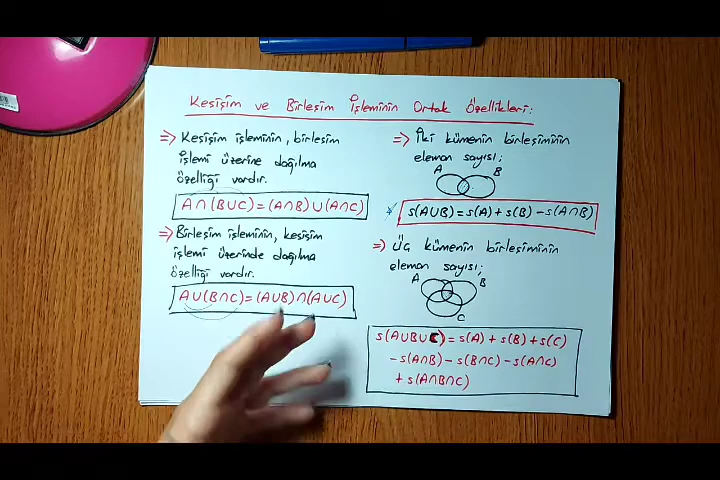 Kesişim ve Birleşim İşleminin Ortak Özellikleri:
=> Kesişim işleminin, birleşim
işlemi üzerine dağılma
özelliği vardır.
A∩(B∪C)=(A∩B)∪(A∩C)
=> Birleşim işleminin, kesişim
işlemi üzerinde dağılma
özelliği vardır.
A∪(B∩C)=(A∪B)∩(A∪C)
=> İki kümenin birleşiminin
eleman sayısı;
A B
s(A∪B)=s(A)+s(B)-s(A∩B)
=> Üç kümenin birleşiminin
eleman sayısı;
A B
C
s(A∪B∪C)=s(A)+s(B)+s(C)
-s(A∩B)-s(B∩C)-s(A∩C)
+s(A∩B∩C)